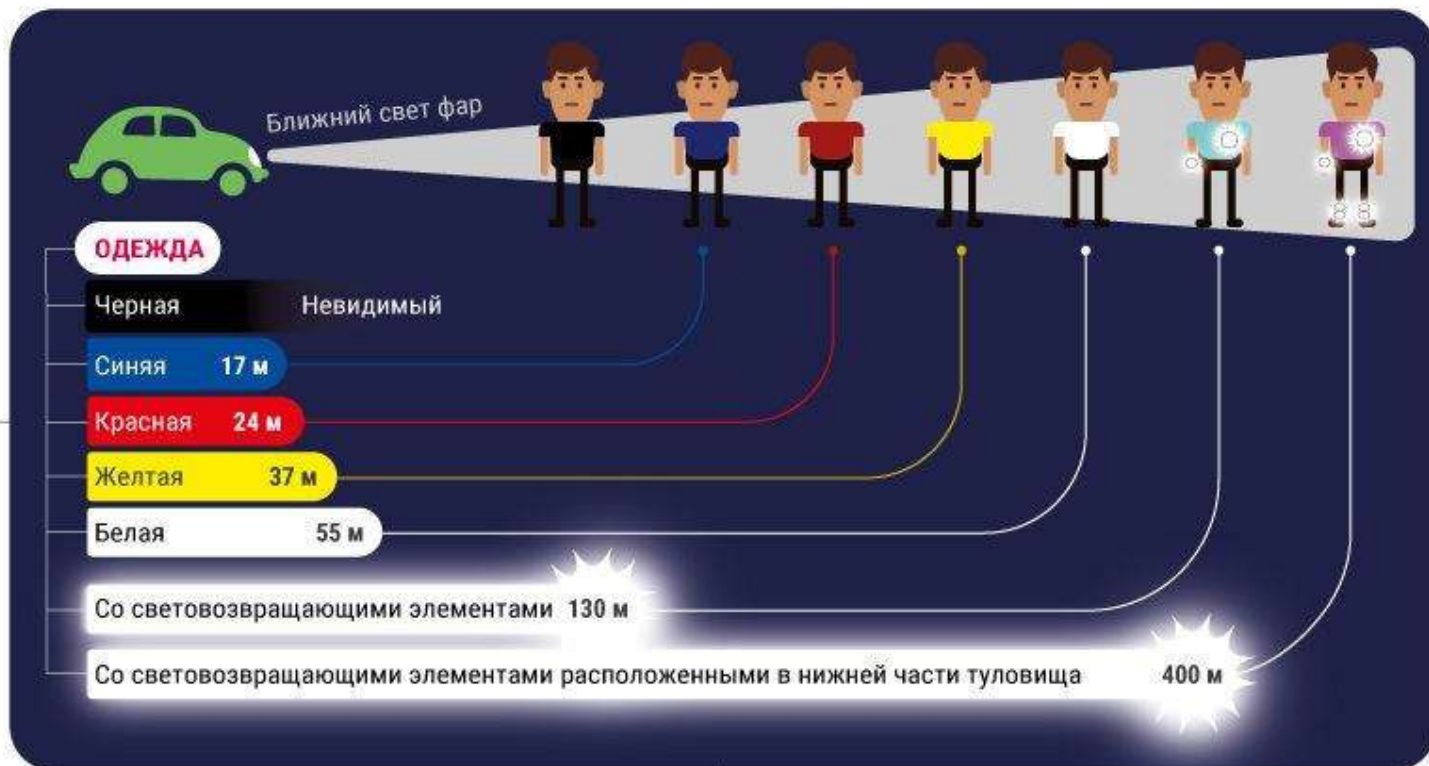 Ближний свет фар
ОДЕЖДА
Черная Невидимый
Синяя 17 м
Красная 24 м
Желтая 37 м
Белая 55 м
Со световозвращающими элементами 130 м
Со световозвращающими элементами расположенными в нижней части туловища 400 м